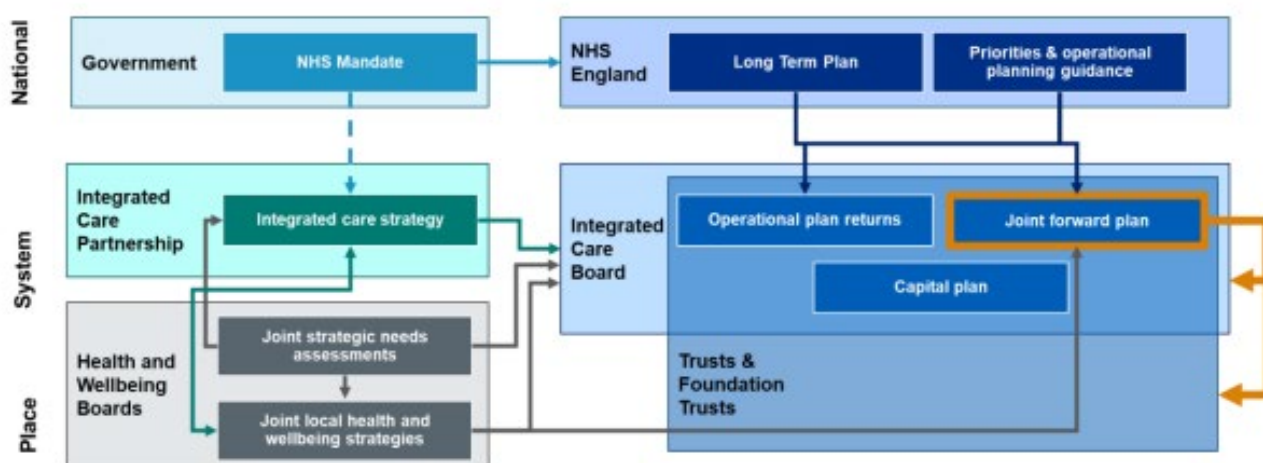 National
Government
NHS Mandate
NHS
England
Long Term Plan
Priorities & operational
planning guidance
System
Integrated
Care
Partnership
Integrated care strategy
Integrated
Care
Board
Operational plan returns
Joint forward plan
Capital plan
Place
Health and
Wellbeing
Boards
Joint strategic needs
assessments
Joint local health and
wellbeing strategies
Trusts &
Foundation
Trusts